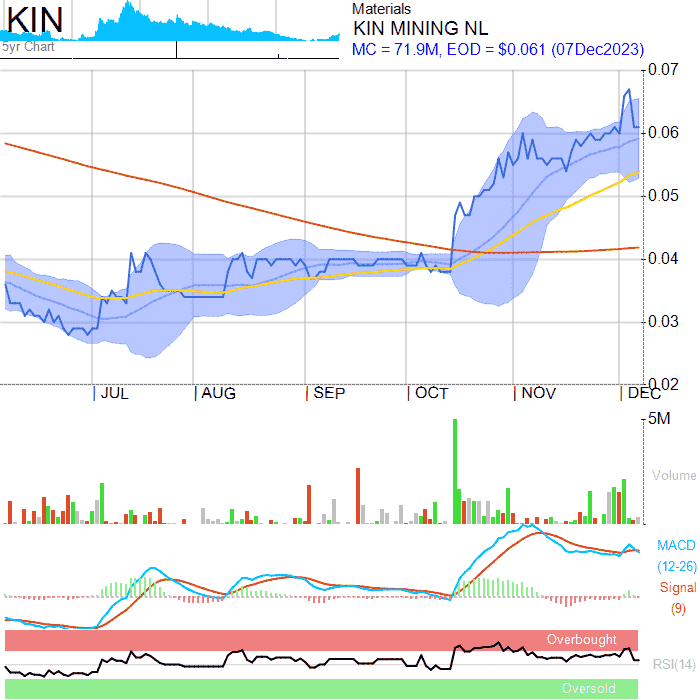 KIN
5yr Chart
Materials
KIN MINING NL
MC = 71.9M, EOD = $0.061 (07Dec2023)
0.07
0.06
0.05
0.04
0.03
0.02
JUL AUG SEP OCT NOV DEC
5M
Volume
MACD
(12-26)
Signal
(9)
Overbought
RSI(14)
Oversold